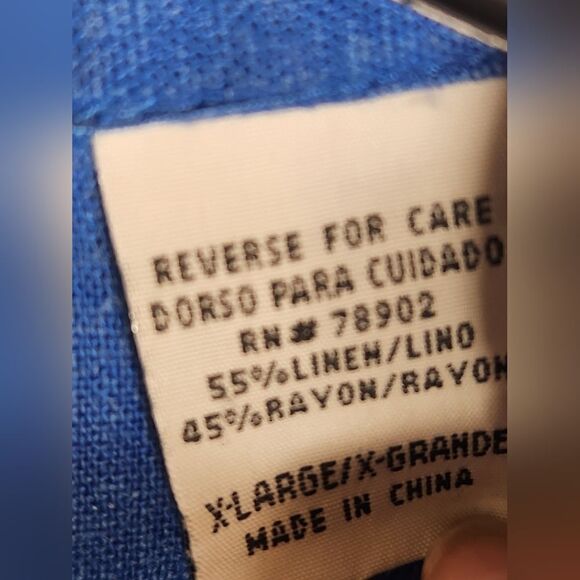 REVERSE FOR CARE
DORSO PARA CUIDADO
RN# 78902
55%LINEN/LINO
45%RAYON/RAYON
X-LARGE/X-GRANDE
MADE IN CHINA